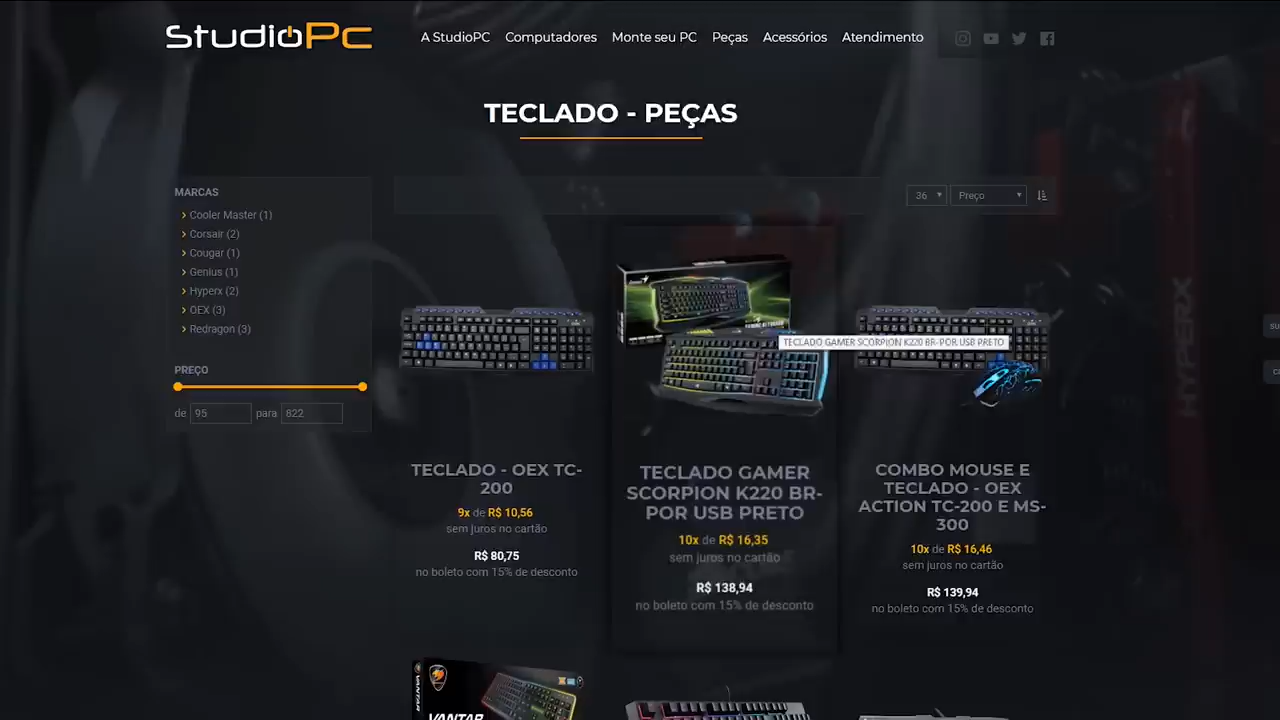 StudioPc
A StudioPC
Computadores
Monte seu PC
Peças
Acessórios
Atendimento
TECLADO - PEÇAS
MARCAS
Cooler Master (1)
Corsair (2)
Cougar (1)
Genius (1)
Hyperx (2)
OEX (3)
Redragon (3)
PREÇO
de 95 para 822
36
Preço
HYPERX
TECLADO GAMER SCORPION K220 BR- POR USB PRETO
TECLADO - OEX TC-
200
9x de R$ 10,56
sem juros no cartão
R$ 80,75
no boleto com 15% de desconto
TECLADO GAMER
SCORPION K220 BR-
POR USB PRETO
10x de R$ 16,35
sem juros no cartão
R$ 138,94
no boleto com 15% de desconto
COMBO MOUSE E
TECLADO - OEX
ACTION TC-200 E MS-
300
10x de R$ 16,46
sem juros no cartão
R$ 139,94
no boleto com 15% de desconto
VANTAR
VANTAR